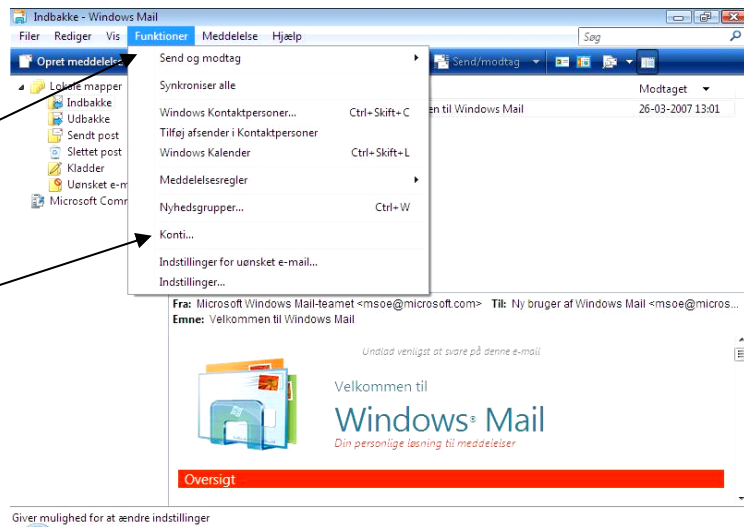 Indbakke - Windows Mail
Filer Rediger Vis Funktioner Meddelelse Hjælp Søg
Opret meddelelse Send/modtag
Send og modtag
Synkroniser alle
Windows Kontaktpersoner... Ctrl+Skift+C
Tilføj afsender i Kontaktpersoner
Windows Kalender Ctrl+Skift+L
Meddelelsesregler
Nyhedsgrupper... Ctrl+W
Konti...
Indstillinger for uønsket e-mail...
Indstillinger...
Lokale mapper
Indbakke
Udbakke
Sendt post
Slettet post
Kladder
Uønsket e-m
Microsoft Comr
Modtaget
en til Windows Mail 26-03-2007 13:01
Fra: Microsoft Windows Mail-teamet <msoe@microsoft.com> Til: Ny bruger af Windows Mail <msoe@micros...
Emne: Velkommen til Windows Mail
Undlad venligst at svare på denne e-mail
Velkommen til
Windows® Mail
Din personlige løsning til meddelelser
Oversigt
Giver mulighed for at ændre indstillinger